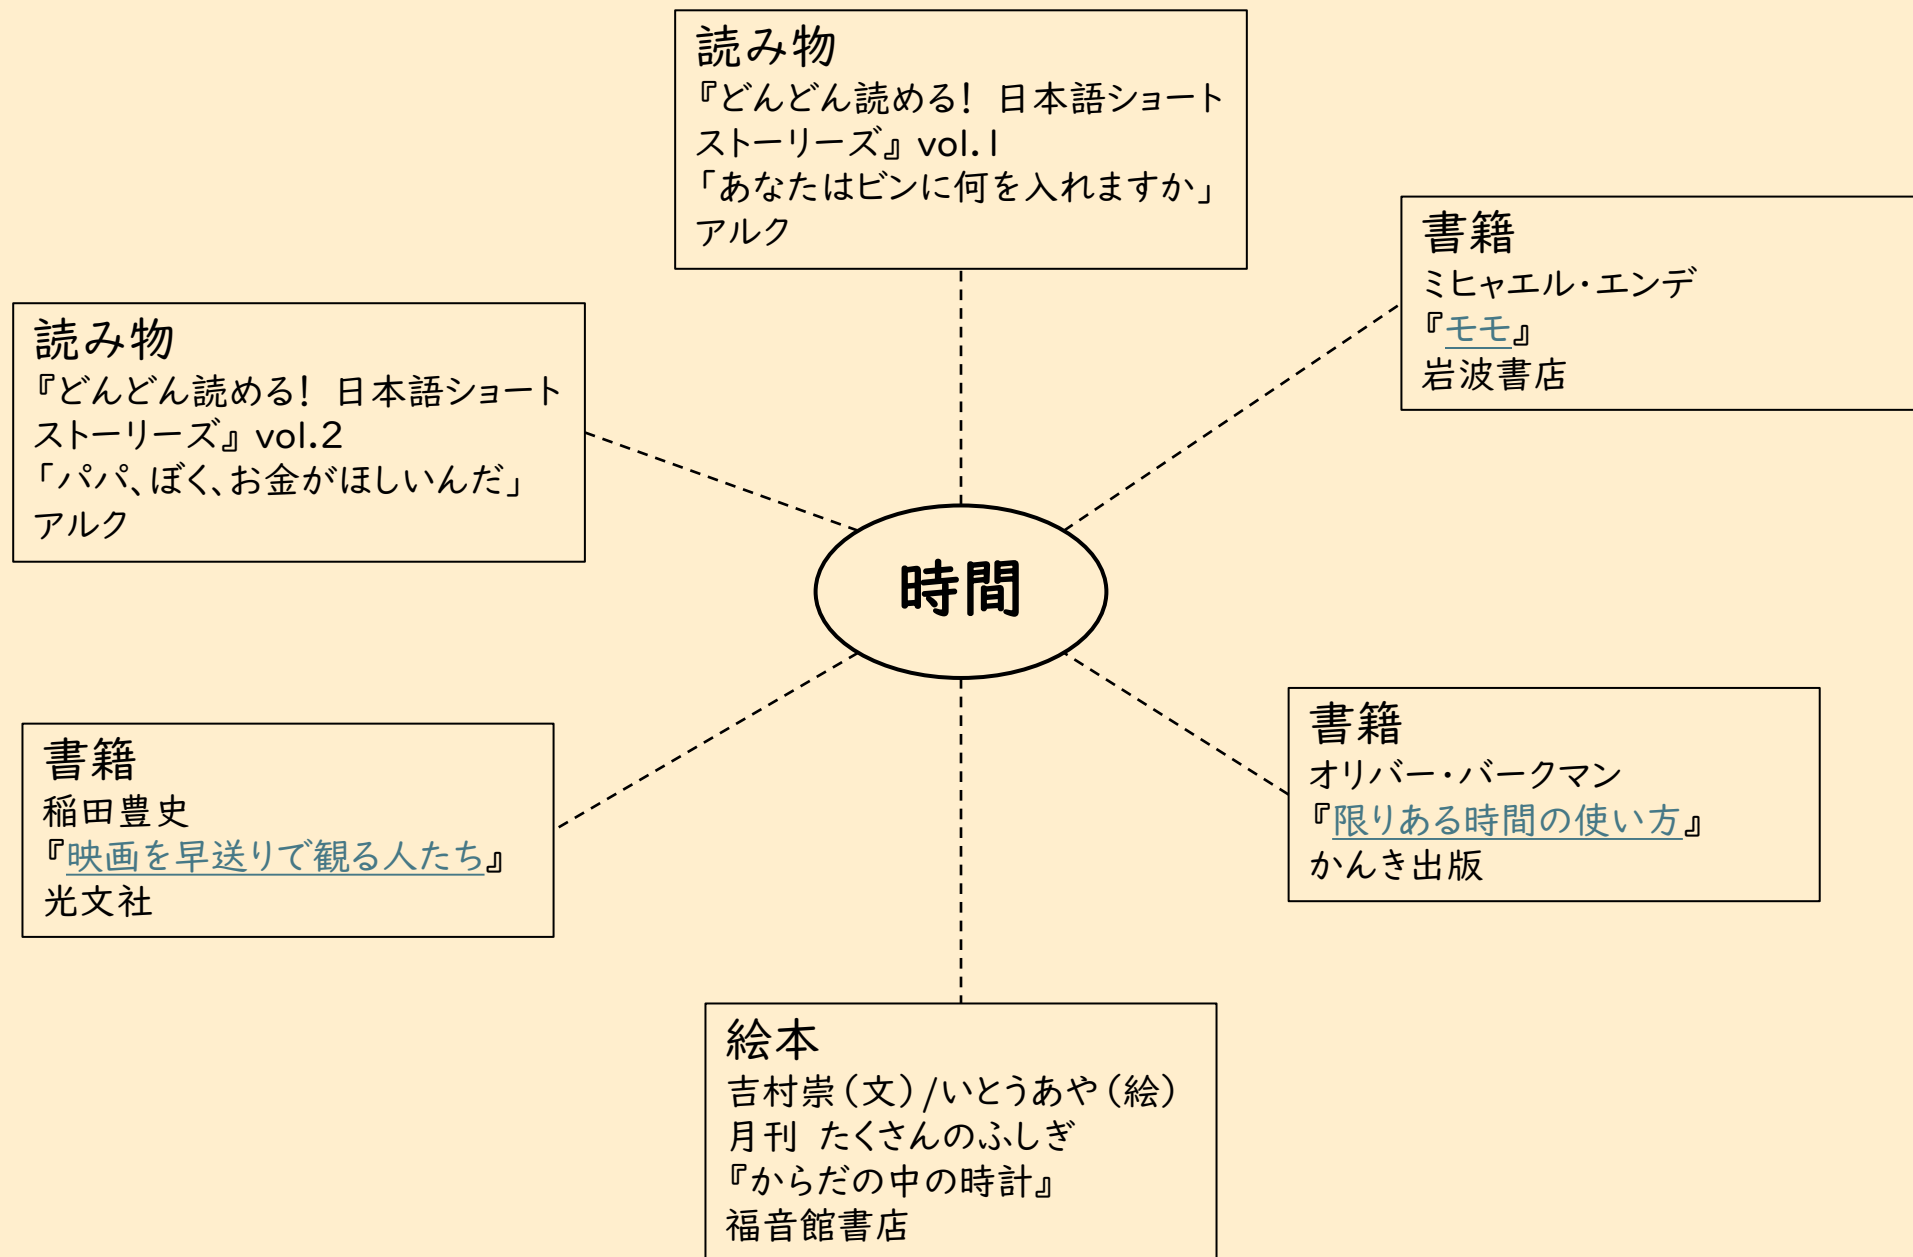 読み物
『どんどん読める！ 日本語ショート
ストーリーズ』 vol.1
「あなたはビンに何を入れますか」
アルク
書籍
ミヒャエル・エンデ
『モモ』
岩波書店
読み物
『どんどん読める！ 日本語ショート
ストーリーズ』 vol.2
「パパ、ぼく、お金がほしいんだ」
アルク
時間
書籍
稲田豊史
『映画を早送りで観る人たち』
光文社
書籍
オリバー・バークマン
『限りある時間の使い方』
かんき出版
絵本
吉村崇（文）/いとうあや（絵）
月刊 たくさんのふしぎ
『からだの中の時計』
福音館書店